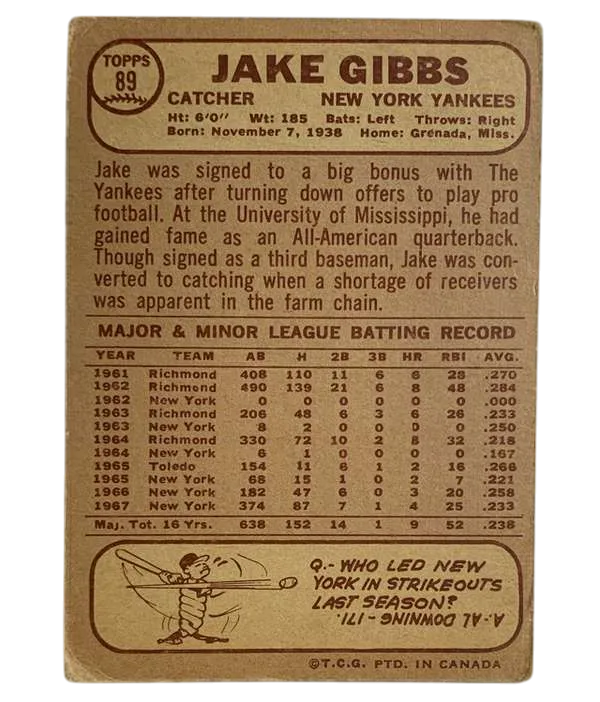 TOPPS
89
JAKE GIBBS
CATCHER NEW YORK YANKEES
Ht: 6'0" Wt: 185 Bats: Left Throws: Right
Born: November 7, 1938 Home: Grenada, Miss.
Jake was signed to a big bonus with The
Yankees after turning down offers to play pro
football. At the University of Mississippi, he had
gained fame as an All-American quarterback.
Though signed as a third baseman, Jake was con-
verted to catching when a shortage of receivers
was apparent in the farm chain.
MAJOR & MINOR LEAGUE BATTING RECORD
YEAR TEAM AB H 2B 3B HR RBI AVG.
1961 Richmond 408 110 11 6 6 28 .270
1962 Richmond 490 139 21 6 8 48 .284
1962 New York 0 0 0 0 0 0 .000
1963 Richmond 206 48 6 3 6 26 .233
1963 New York 8 2 0 0 0 0 .250
1964 Richmond 330 72 10 2 8 32 .218
1964 New York 6 1 0 0 0 0 .167
1965 Toledo 154 11 6 1 2 16 .266
1965 New York 68 15 1 0 2 7 .221
1966 New York 182 47 6 0 3 20 .258
1967 New York 374 87 7 1 4 25 .233
Maj. Tot. 16 Yrs. 638 152 14 1 9 52 .238
Q.- WHO LED NEW
YORK IN STRIKEOUTS
LAST SEASON?
A.- AL DOWNING - 171.
©T.C.G. PTD. IN CANADA